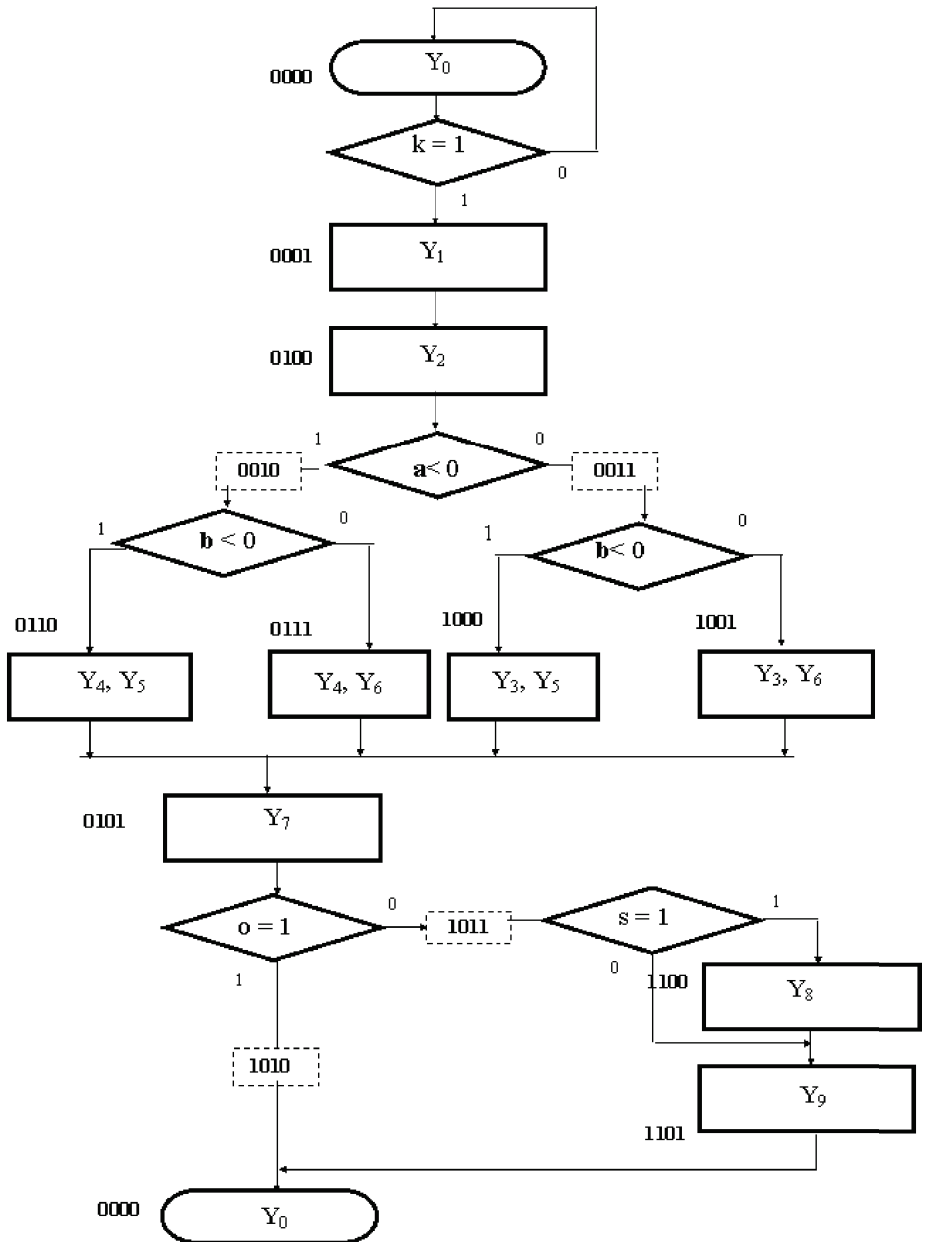 Y₀
0000
k = 1
0
1
Y₁
0001
Y₂
0100
1
0
a< 0
0010
0011
1
b < 0
0
1
b< 0
0
0110
0111
1000
1001
Y₄, Y₅
Y₄, Y₆
Y₃, Y₅
Y₃, Y₆
Y₇
0101
o = 1
0
1011
s = 1
1
1
0
1100
Y₈
1010
Y₉
1101
0000
Y₀